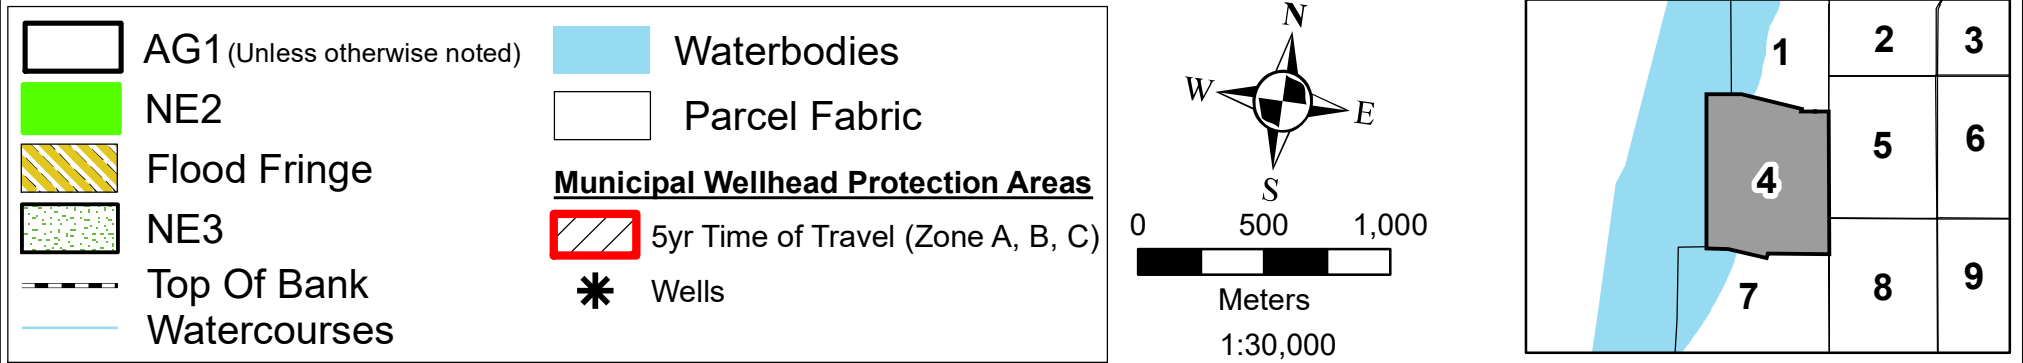 AG1 (Unless otherwise noted)
NE2
Flood Fringe
NE3
Top Of Bank
Watercourses
Waterbodies
Parcel Fabric
Municipal Wellhead Protection Areas
5yr Time of Travel (Zone A, B, C)
Wells
N
W E
S
0 500 1,000
Meters
1:30,000
1 2 3
4 5 6
7 8 9